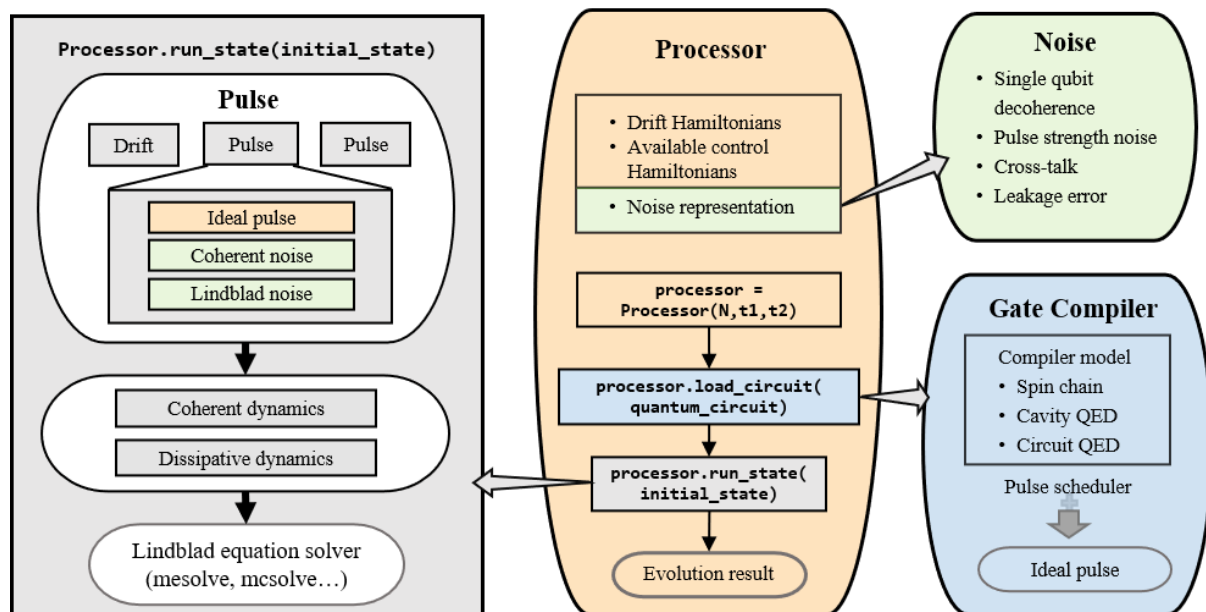 Processor.run_state(initial_state)
Pulse
Drift
Pulse
Pulse
Ideal pulse
Coherent noise
Lindblad noise
Coherent dynamics
Dissipative dynamics
Lindblad equation solver
(mesolve, mcsolve…)
Processor
• Drift Hamiltonians
• Available control
Hamiltonians
• Noise representation
processor =
Processor(N,t1,t2)
processor.load_circuit(
quantum_circuit)
processor.run_state(
initial_state)
Evolution result
Noise
• Single qubit
decoherence
• Pulse strength noise
• Cross-talk
• Leakage error
Gate Compiler
Compiler model
• Spin chain
• Cavity QED
• Circuit QED
Pulse scheduler
Ideal pulse